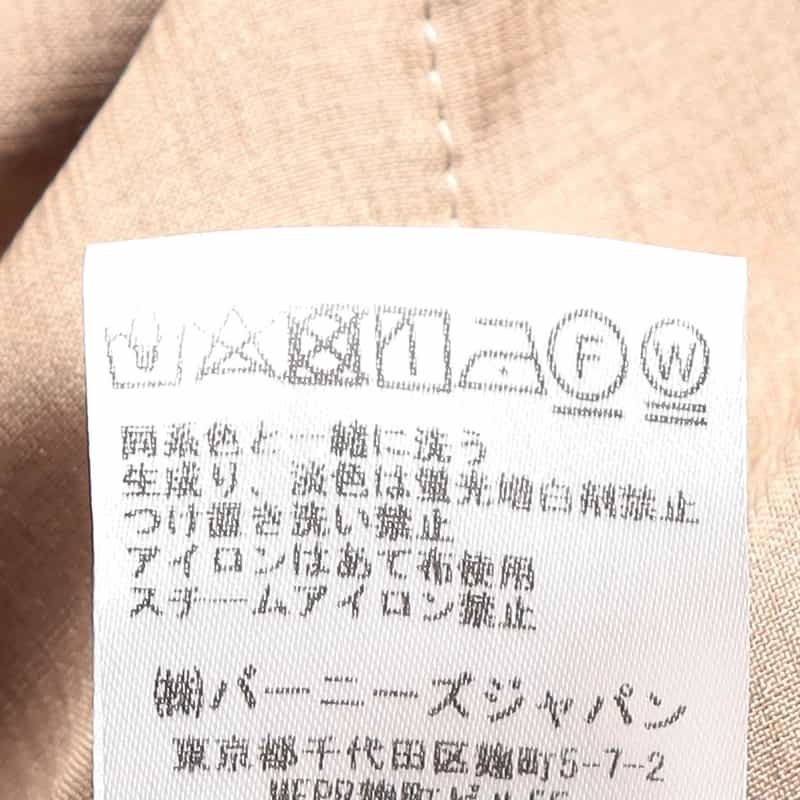 F W
同系色と一緒に洗う
生成り、淡色は蛍光増白剤禁止
つけ置き洗い禁止
アイロンはあて布使用
スチームアイロン禁止
㈱バーニーズジャパン
東京都千代田区麹町5-7-2
麹町